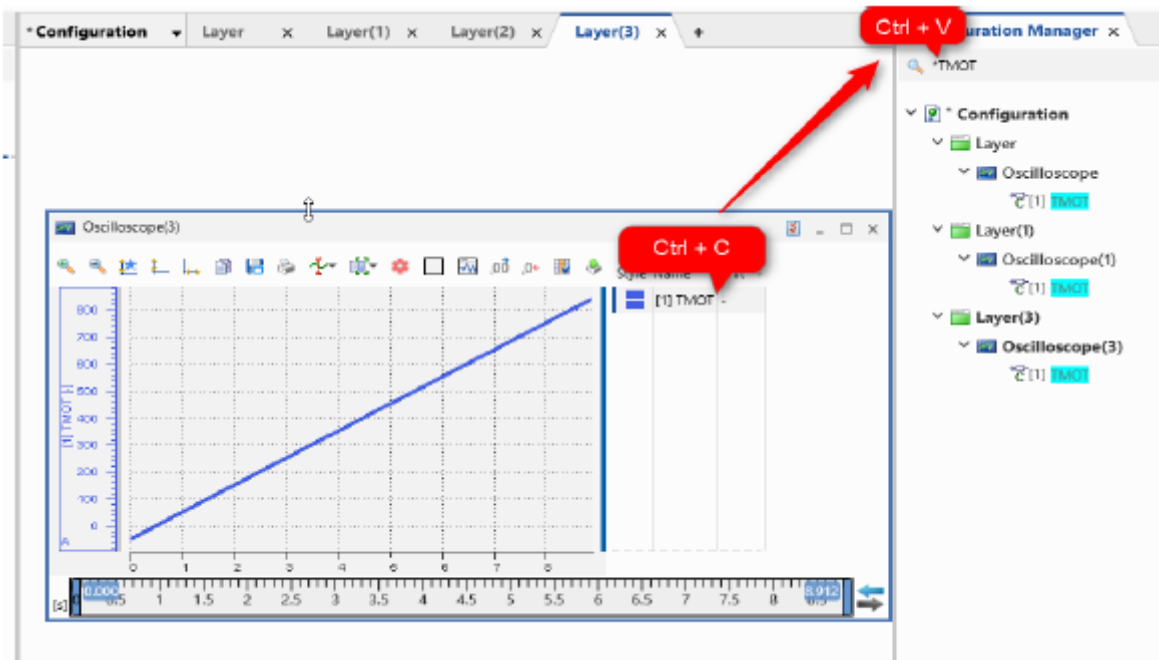 * Configuration Layer Layer(1) Layer(2) Layer(3) +
Ctrl + V
uration Manager
*TMOT
* Configuration
Layer
Oscilloscope
[1] TMOT
Layer(1)
Oscilloscope(1)
[1] TMOT
Layer(3)
Oscilloscope(3)
[1] TMOT
Oscilloscope(3)
Ctrl + C
Style Name
[1] TMOT -
[1] TMOT [-]
800
700
600
500
400
300
200
100
0
A
0 1 2 3 4 5 6 7 8
[s] 0 0.000 0.5 1 1.5 2 2.5 3 3.5 4 4.5 5 5.5 6 6.5 7 7.5 8 8.912